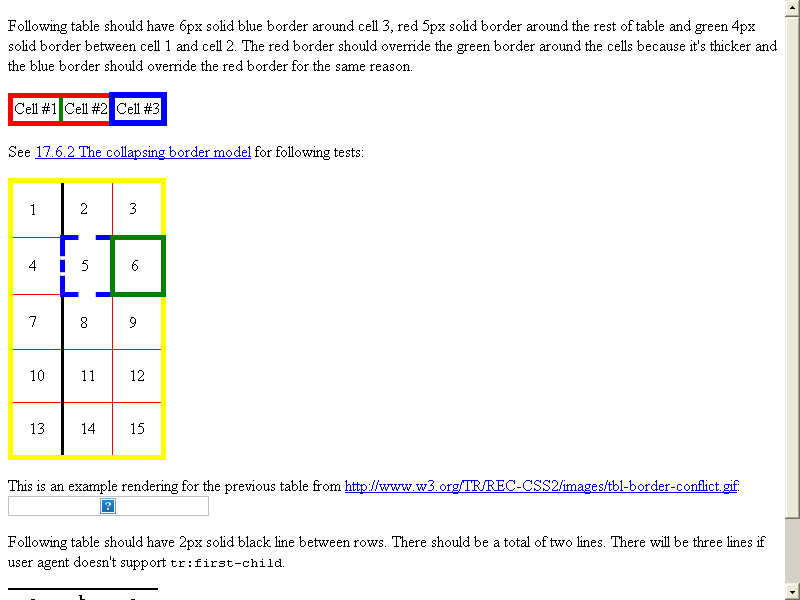 Following table should have 6px solid blue border around cell 3, red 5px solid border around the rest of table and green 4px
solid border between cell 1 and cell 2. The red border should override the green border around the cells because it's thicker and
the blue border should override the red border for the same reason.
Cell #1 Cell #2 Cell #3
See 17.6.2 The collapsing border model for following tests:
1 2 3
4 5 6
7 8 9
10 11 12
13 14 15
This is an example rendering for the previous table from http://www.w3.org/TR/REC-CSS2/images/tbl-border-conflict.gif:
?
Following table should have 2px solid black line between rows. There should be a total of two lines. There will be three lines if
user agent doesn't support tr:first-child.